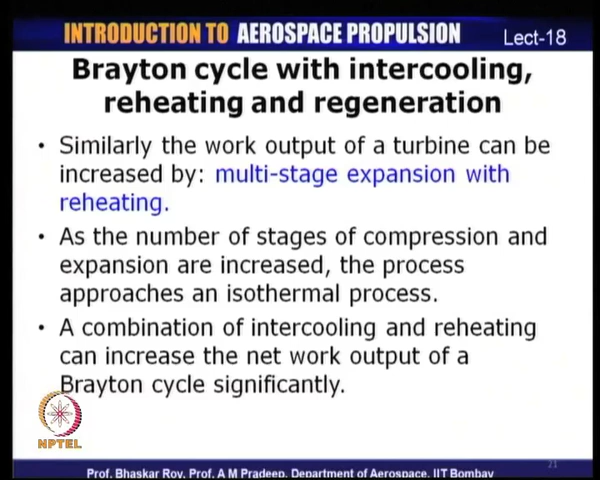 INTRODUCTION TO AEROSPACE PROPULSION
Lect-18
Brayton cycle with intercooling,
reheating and regeneration
• Similarly the work output of a turbine can be
increased by: multi-stage expansion with
reheating.
• As the number of stages of compression and
expansion are increased, the process
approaches an isothermal process.
• A combination of intercooling and reheating
can increase the net work output of a
Brayton cycle significantly.
NPTEL
21
Prof. Bhaskar Roy, Prof. A M Pradeep, Department of Aerospace, IIT Bombay